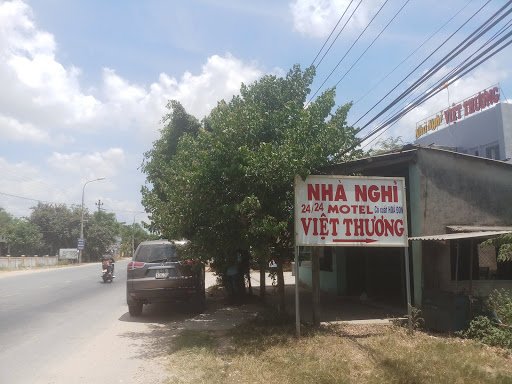 NHÀ NGHỈ
24/24 MOTEL
VIỆT THƯƠNG
NHÀ NGHỈ VIỆT THƯƠNG